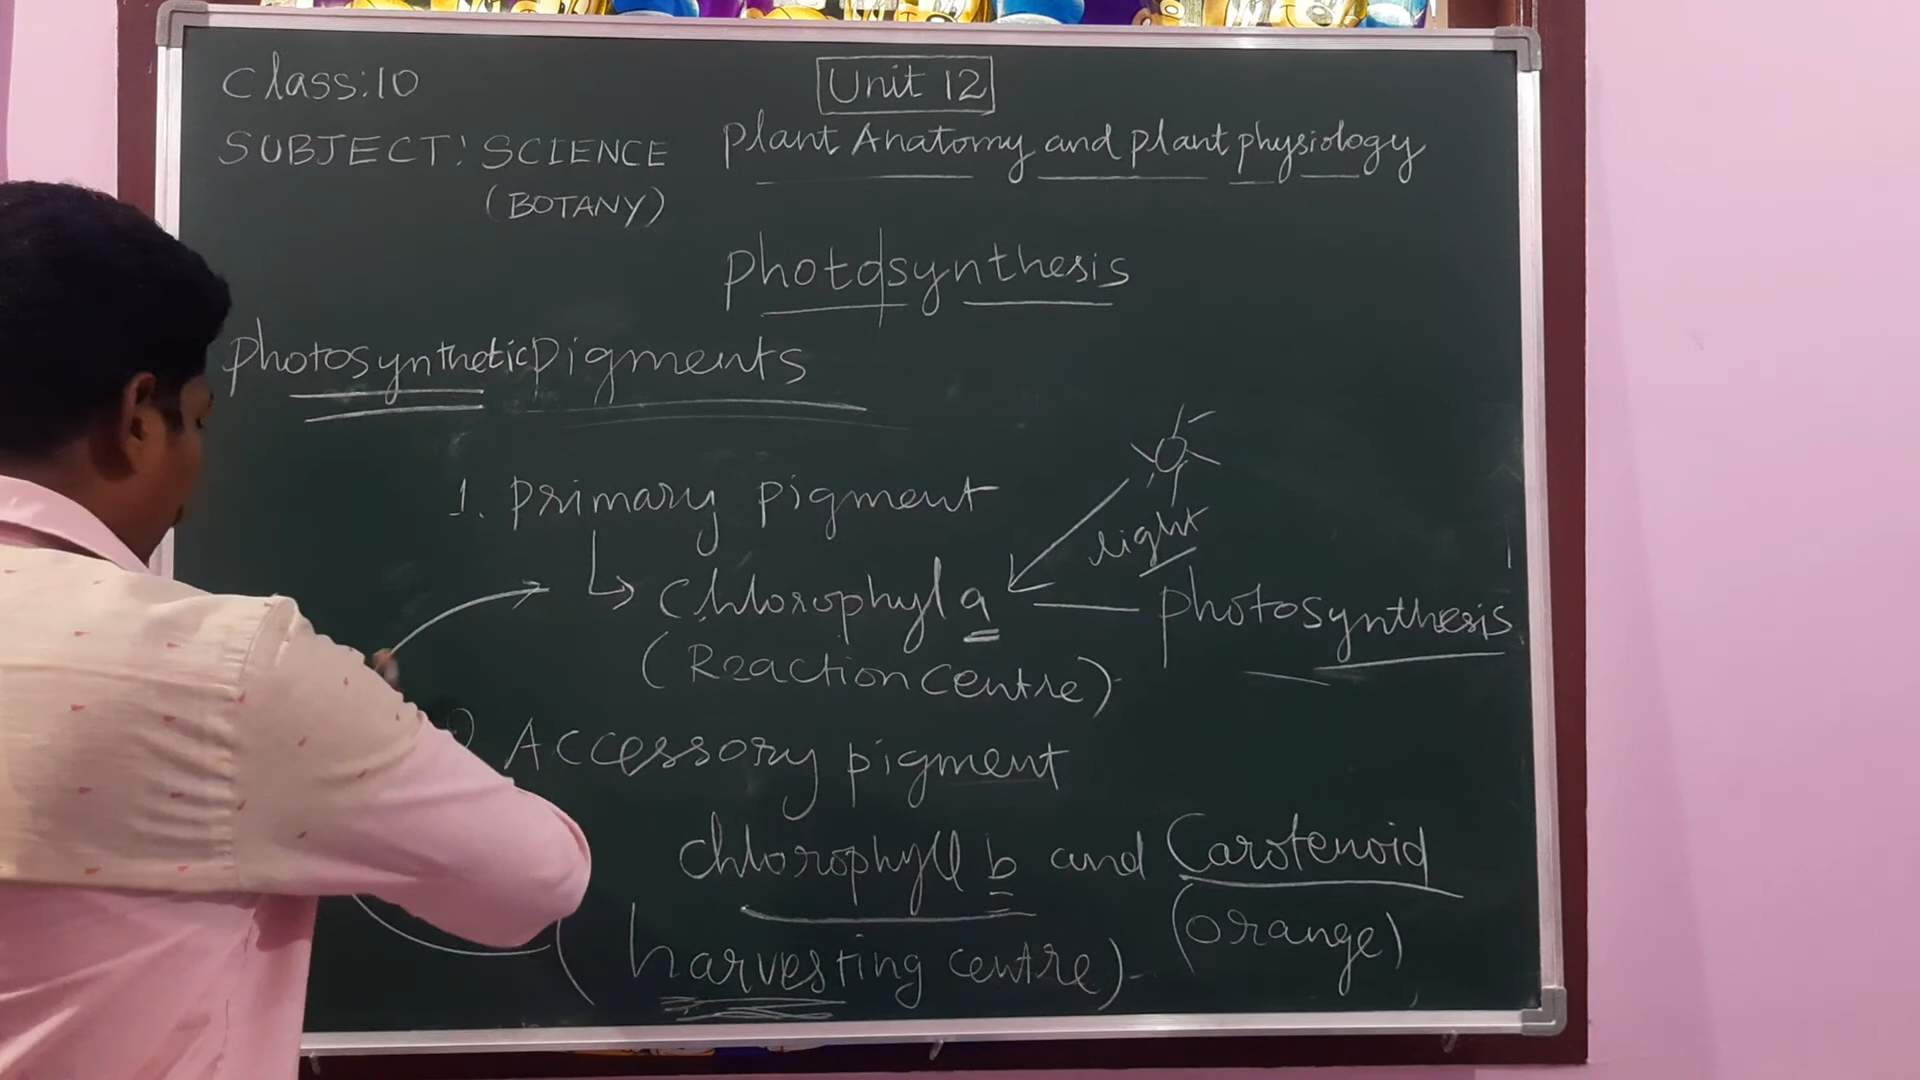 Class:10
Unit 12
SUBJECT: SCIENCE
(BOTANY)
plant Anatomy and plant physiology
photosynthesis
photosynthetic pigments
1. primary pigment
light
chlorophyl a
photosynthesis
(Reaction centre)
Accessory pigment
chlorophyll b and Carotenoid
(orange)
(harvesting centre)